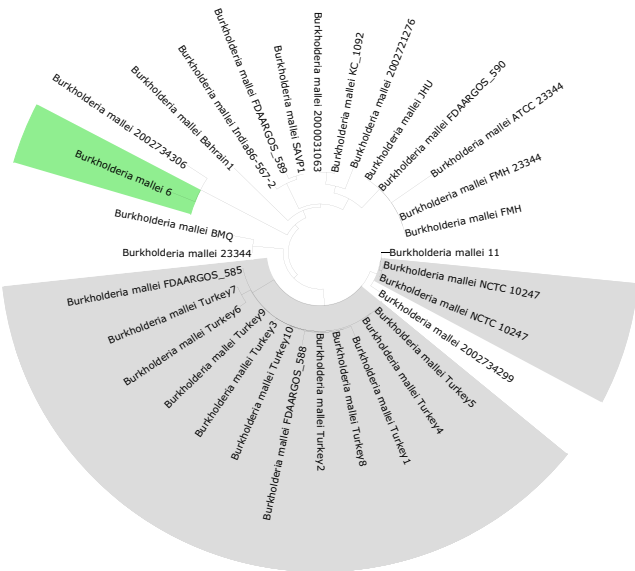 Burkholderia mallei 2002734306
Burkholderia mallei Bahrain1
Burkholderia mallei India86-567-2
Burkholderia mallei FDAARGOS_589
Burkholderia mallei SAVP1
Burkholderia mallei 2000031063
Burkholderia mallei KC_1092
Burkholderia mallei 2002721276
Burkholderia mallei JHU
Burkholderia mallei FDAARGOS_590
Burkholderia mallei ATCC 23344
Burkholderia mallei FMH 23344
Burkholderia mallei FMH
Burkholderia mallei 11
Burkholderia mallei NCTC 10247
Burkholderia mallei NCTC 10247
Burkholderia mallei 2002734299
Burkholderia mallei Turkey5
Burkholderia mallei Turkey4
Burkholderia mallei Turkey1
Burkholderia mallei Turkey8
Burkholderia mallei Turkey2
Burkholderia mallei FDAARGOS_588
Burkholderia mallei Turkey10
Burkholderia mallei Turkey3
Burkholderia mallei Turkey9
Burkholderia mallei Turkey6
Burkholderia mallei Turkey7
Burkholderia mallei FDAARGOS_585
Burkholderia mallei 23344
Burkholderia mallei BMQ
Burkholderia mallei 6